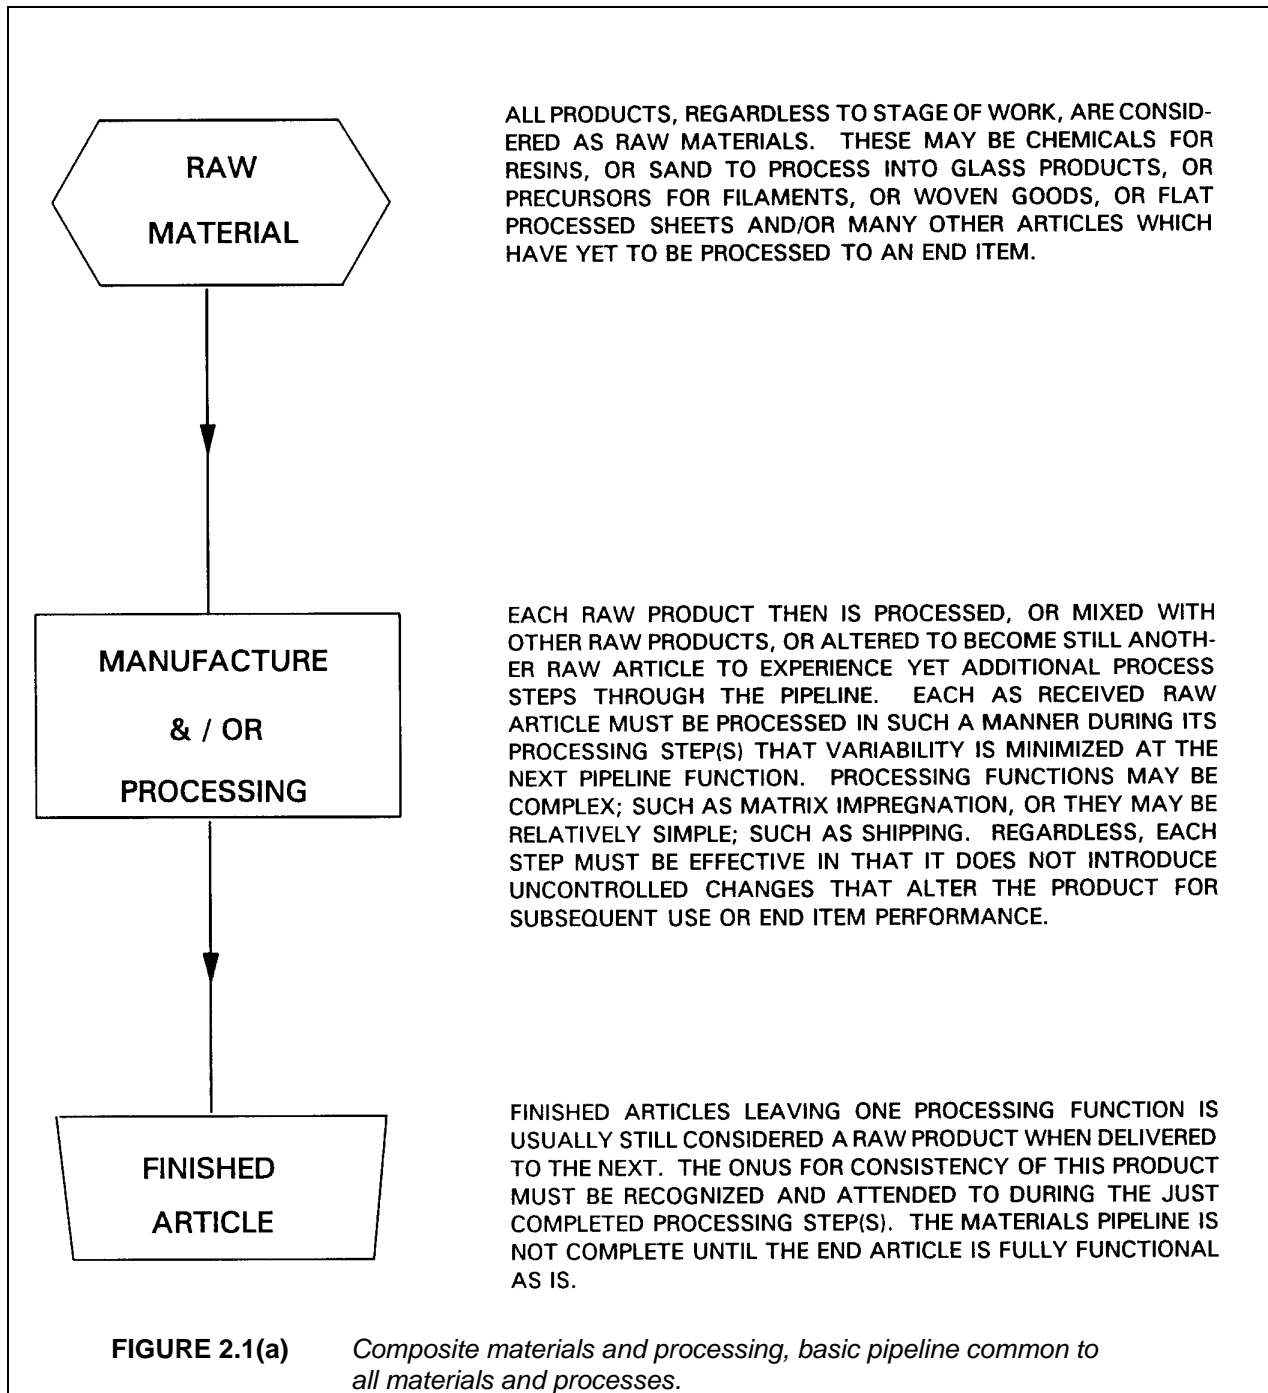 RAW
MATERIAL
ALL PRODUCTS, REGARDLESS TO STAGE OF WORK, ARE CONSID-
ERED AS RAW MATERIALS. THESE MAY BE CHEMICALS FOR
RESINS, OR SAND TO PROCESS INTO GLASS PRODUCTS, OR
PRECURSORS FOR FILAMENTS, OR WOVEN GOODS, OR FLAT
PROCESSED SHEETS AND/OR MANY OTHER ARTICLES WHICH
HAVE YET TO BE PROCESSED TO AN END ITEM.
MANUFACTURE
& / OR
PROCESSING
EACH RAW PRODUCT THEN IS PROCESSED, OR MIXED WITH
OTHER RAW PRODUCTS, OR ALTERED TO BECOME STILL ANOTH-
ER RAW ARTICLE TO EXPERIENCE YET ADDITIONAL PROCESS
STEPS THROUGH THE PIPELINE. EACH AS RECEIVED RAW
ARTICLE MUST BE PROCESSED IN SUCH A MANNER DURING ITS
PROCESSING STEP(S) THAT VARIABILITY IS MINIMIZED AT THE
NEXT PIPELINE FUNCTION. PROCESSING FUNCTIONS MAY BE
COMPLEX; SUCH AS MATRIX IMPREGNATION, OR THEY MAY BE
RELATIVELY SIMPLE; SUCH AS SHIPPING. REGARDLESS, EACH
STEP MUST BE EFFECTIVE IN THAT IT DOES NOT INTRODUCE
UNCONTROLLED CHANGES THAT ALTER THE PRODUCT FOR
SUBSEQUENT USE OR END ITEM PERFORMANCE.
FINISHED
ARTICLE
FINISHED ARTICLES LEAVING ONE PROCESSING FUNCTION IS
USUALLY STILL CONSIDERED A RAW PRODUCT WHEN DELIVERED
TO THE NEXT. THE ONUS FOR CONSISTENCY OF THIS PRODUCT
MUST BE RECOGNIZED AND ATTENDED TO DURING THE JUST
COMPLETED PROCESSING STEP(S). THE MATERIALS PIPELINE IS
NOT COMPLETE UNTIL THE END ARTICLE IS FULLY FUNCTIONAL
AS IS.
FIGURE 2.1(a) Composite materials and processing, basic pipeline common to
all materials and processes.